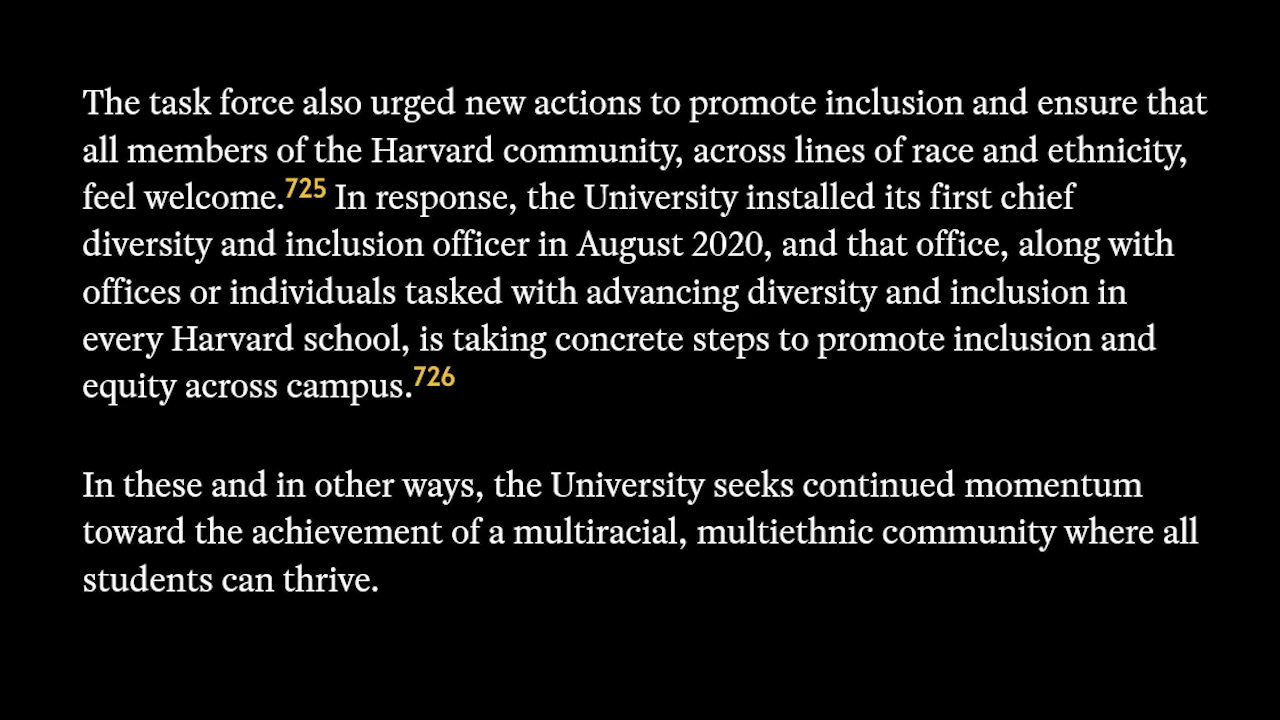 The task force also urged new actions to promote inclusion and ensure that
all members of the Harvard community, across lines of race and ethnicity,
feel welcome.725 In response, the University installed its first chief
diversity and inclusion officer in August 2020, and that office, along with
offices or individuals tasked with advancing diversity and inclusion in
every Harvard school, is taking concrete steps to promote inclusion and
equity across campus.726
In these and in other ways, the University seeks continued momentum
toward the achievement of a multiracial, multiethnic community where all
students can thrive.